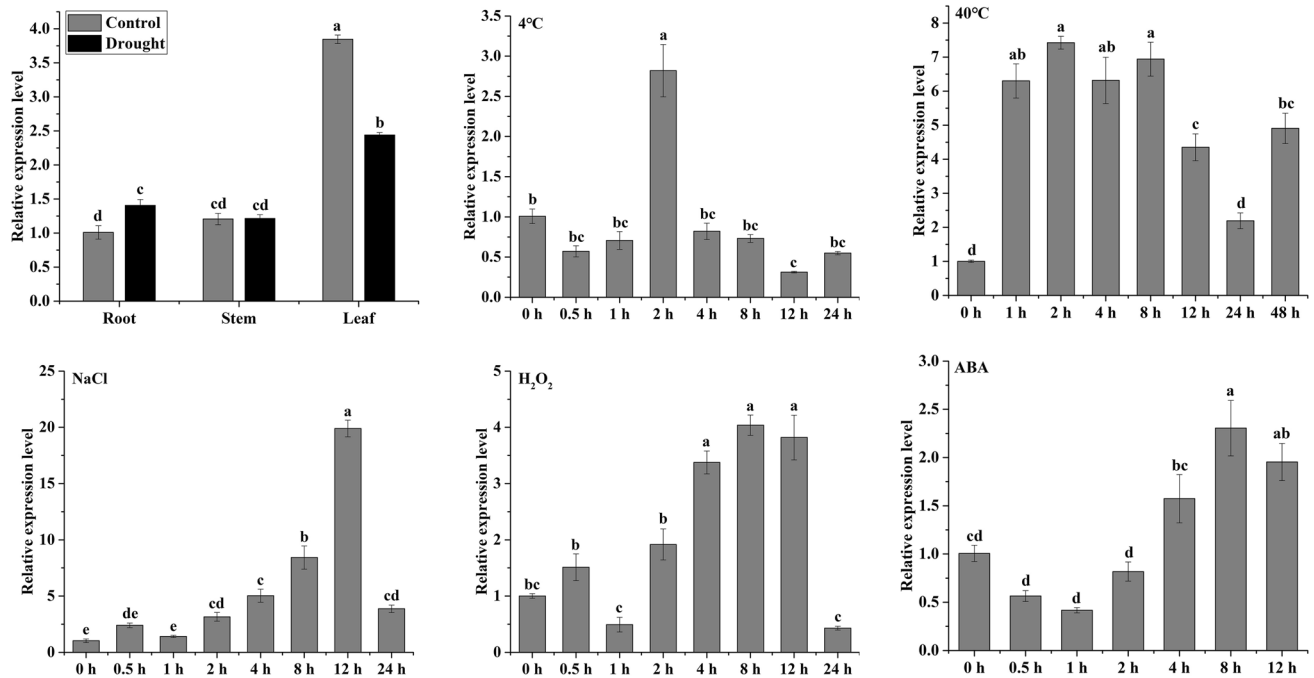 Control
Drought
Relative expression level
4.0
3.5
3.0
2.5
2.0
1.5
1.0
0.5
0.0
d
c
cd
cd
a
b
Root
Stem
Leaf
4°C
Relative expression level
3.5
3.0
2.5
2.0
1.5
1.0
0.5
0.0
b
bc
bc
a
bc
bc
c
bc
0 h
0.5 h
1 h
2 h
4 h
8 h
12 h
24 h
40°C
Relative expression level
8
7
6
5
4
3
2
1
0
d
ab
a
ab
a
c
d
bc
0 h
1 h
2 h
4 h
8 h
12 h
24 h
48 h
NaCl
Relative expression level
25
20
15
10
5
0
e
de
e
cd
c
b
a
cd
0 h
0.5 h
1 h
2 h
4 h
8 h
12 h
24 h
H₂O₂
Relative expression level
5
4
3
2
1
0
bc
b
c
b
a
a
a
c
0 h
0.5 h
1 h
2 h
4 h
8 h
12 h
24 h
ABA
Relative expression level
3.0
2.5
2.0
1.5
1.0
0.5
0.0
cd
d
d
d
bc
a
ab
0 h
0.5 h
1 h
2 h
4 h
8 h
12 h